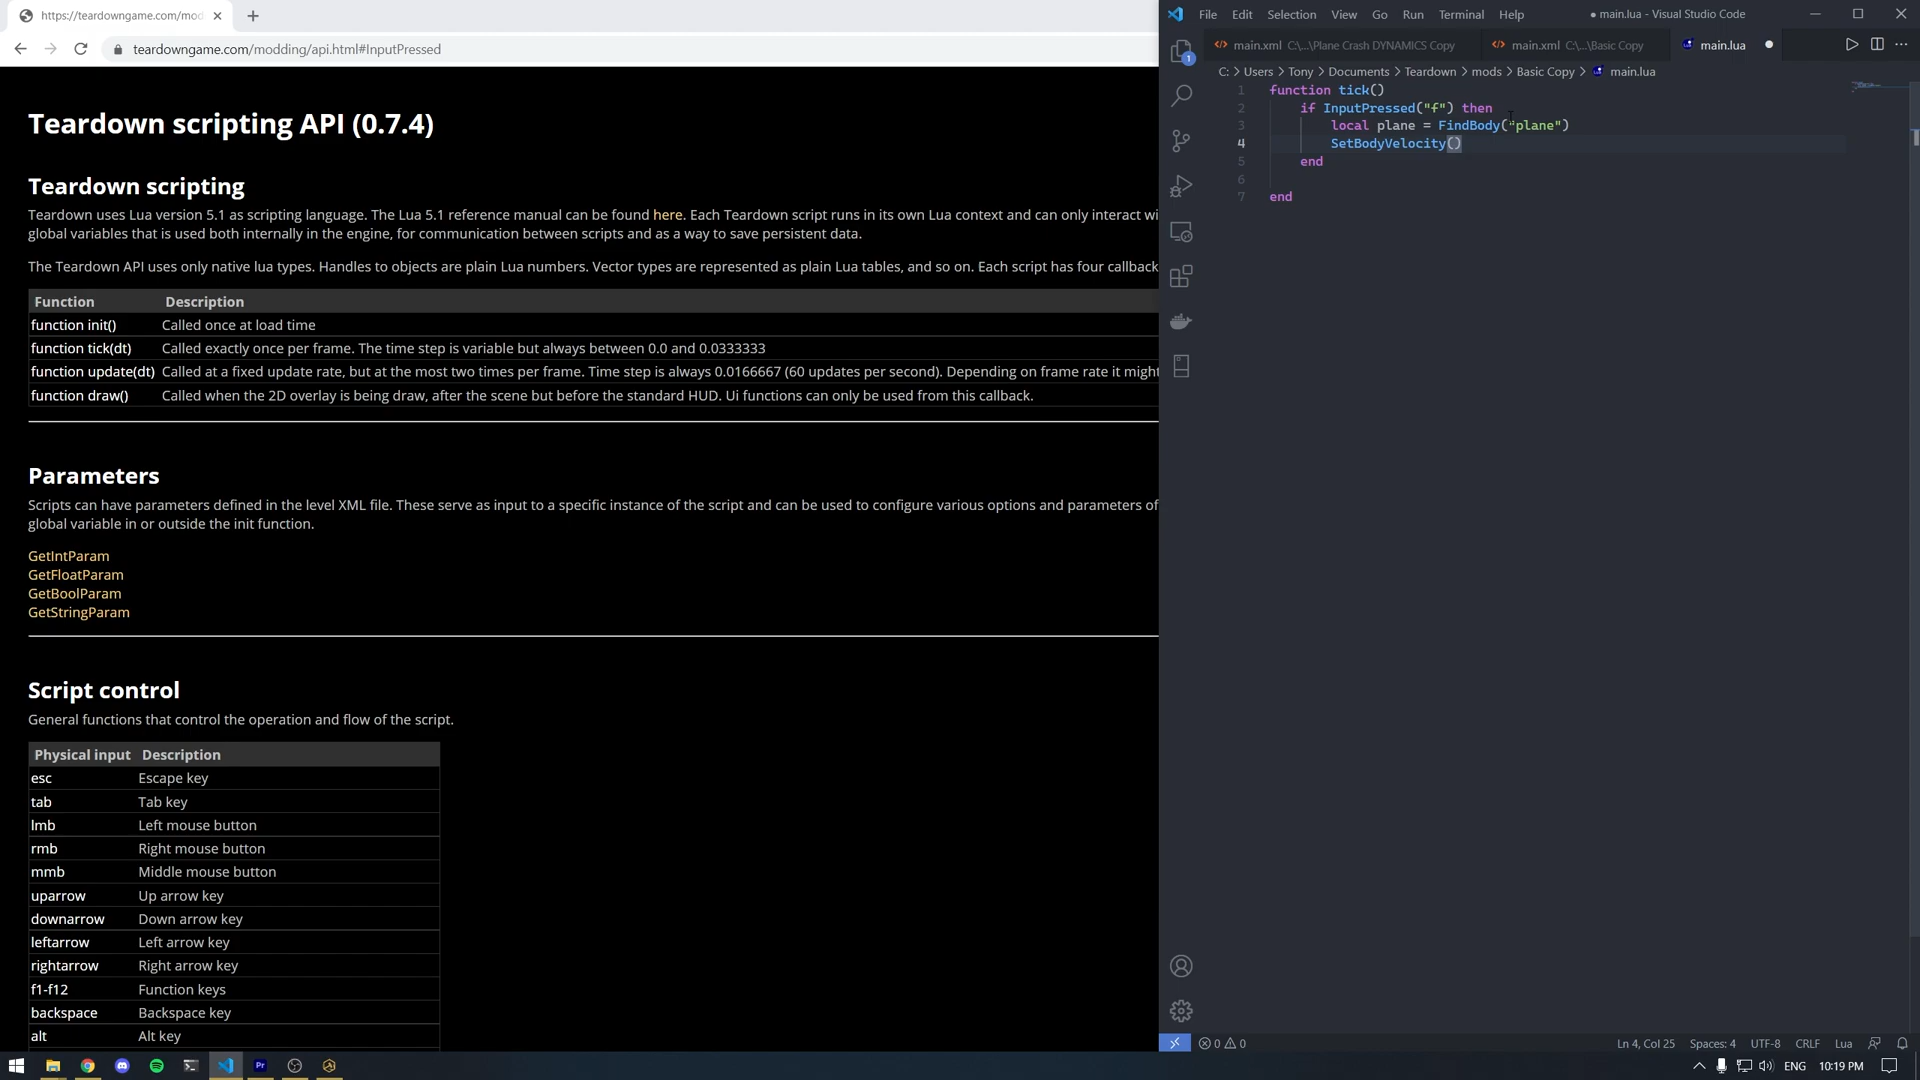 https://teardowngame.com/mod
teardowngame.com/modding/api.html#InputPressed
Teardown scripting API (0.7.4)
Teardown scripting
Teardown uses Lua version 5.1 as scripting language. The Lua 5.1 reference manual can be found here. Each Teardown script runs in its own Lua context and can only interact wi
global variables that is used both internally in the engine, for communication between scripts and as a way to save persistent data.
The Teardown API uses only native lua types. Handles to objects are plain Lua numbers. Vector types are represented as plain Lua tables, and so on. Each script has four callback
Function Description
function init() Called once at load time
function tick(dt) Called exactly once per frame. The time step is variable but always between 0.0 and 0.0333333
function update(dt) Called at a fixed update rate, but at the most two times per frame. Time step is always 0.0166667 (60 updates per second). Depending on frame rate it might
function draw() Called when the 2D overlay is being draw, after the scene but before the standard HUD. Ui functions can only be used from this callback.
Parameters
Scripts can have parameters defined in the level XML file. These serve as input to a specific instance of the script and can be used to configure various options and parameters of
global variable in or outside the init function.
GetIntParam
GetFloatParam
GetBoolParam
GetStringParam
Script control
General functions that control the operation and flow of the script.
Physical input Description
esc Escape key
tab Tab key
lmb Left mouse button
rmb Right mouse button
mmb Middle mouse button
uparrow Up arrow key
downarrow Down arrow key
leftarrow Left arrow key
rightarrow Right arrow key
f1-f12 Function keys
backspace Backspace key
alt Alt key
File Edit Selection View Go Run Terminal Help ● main.lua - Visual Studio Code
main.xml C:\...\Plane Crash DYNAMICS Copy main.xml C:\...\Basic Copy main.lua
C: > Users > Tony > Documents > Teardown > mods > Basic Copy > main.lua
1
1 function tick()
2 if InputPressed("f") then
3 local plane = FindBody("plane")
4 SetBodyVelocity()
5 end
6
7 end
0 0
Ln 4, Col 25 Spaces: 4 UTF-8 CRLF Lua
Pr
ENG 10:19 PM